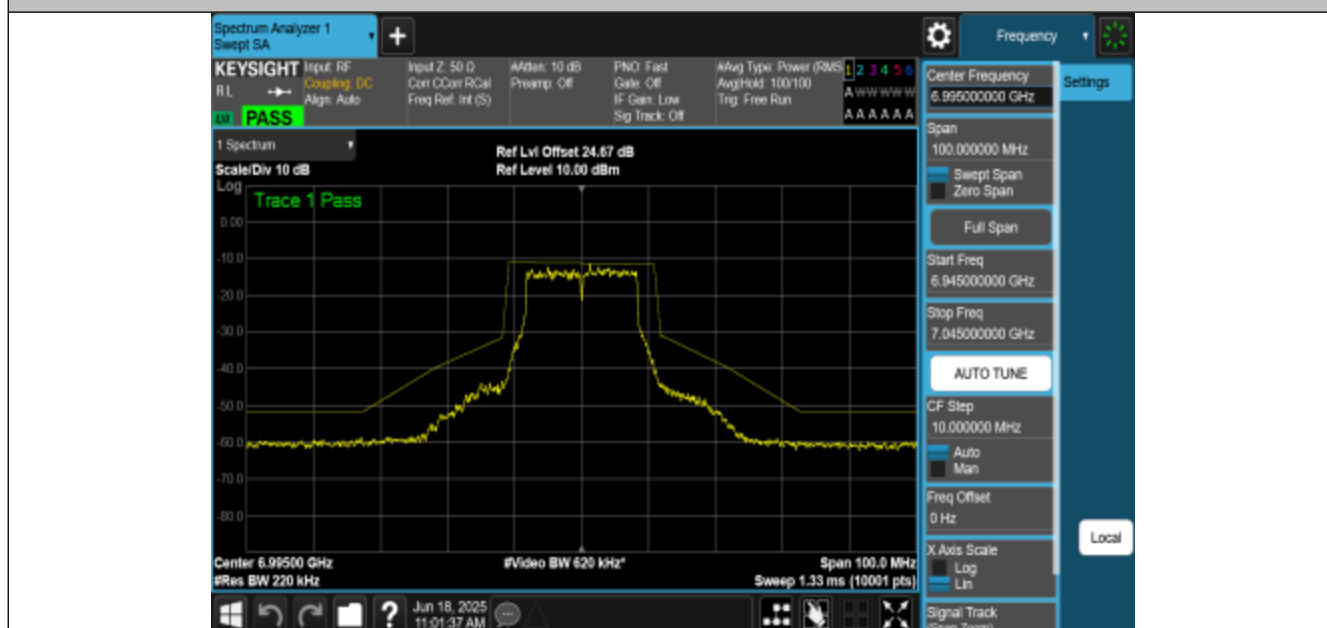 Spectrum Analyzer 1
Swept SA
+
Frequency
KEYSIGHT
RL
PASS
Input: RF
Coupling: DC
Align: Auto
Input Z: 50 Ω
Corr CCorr RCal
Freq Ref: Int (S)
#Atten: 10 dB
Preamp: Off
PNO: Fast
Gate: Off
IF Gain: Low
Sig Track: Off
#Avg Type: Power (RMS
Avg|Hold: 100/100
Trig: Free Run
1 2 3 4 5 6
A W W W W W
A A A A A A
1 Spectrum
Scale/Div 10 dB
Ref Lvl Offset 24.67 dB
Ref Level 10.00 dBm
Log
Trace 1 Pass
0.00
-10.0
-20.0
-30.0
-40.0
-50.0
-60.0
-70.0
-80.0
Center 6.99500 GHz
#Video BW 620 kHz*
Span 100.0 MHz
#Res BW 220 kHz
Sweep 1.33 ms (10001 pts)
?
Jun 18, 2025
11:01:37 AM
Center Frequency
6.995000000 GHz
Settings
Span
100.000000 MHz
Swept Span
Zero Span
Full Span
Start Freq
6.945000000 GHz
Stop Freq
7.045000000 GHz
AUTO TUNE
CF Step
10.000000 MHz
Auto
Man
Freq Offset
0 Hz
Local
X Axis Scale
Log
Lin
Signal Track
(Span Zoom)